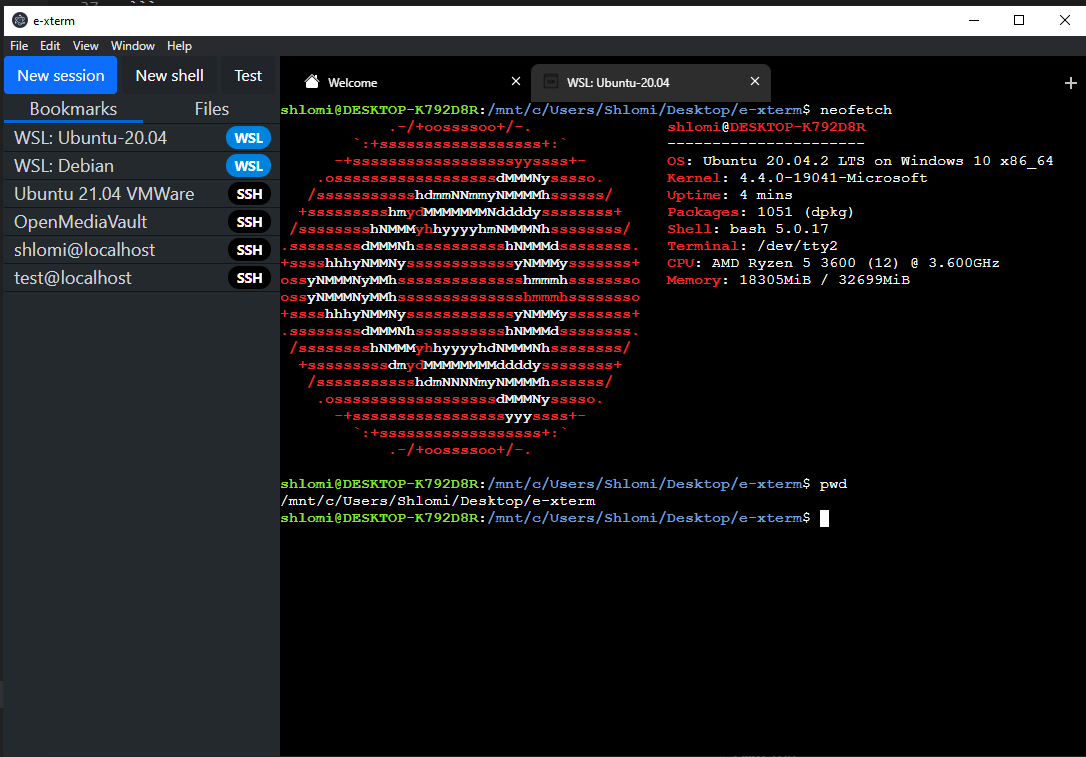 e-xterm
File Edit View Window Help
New session New shell Test
Bookmarks Files
WSL: Ubuntu-20.04 WSL
WSL: Debian WSL
Ubuntu 21.04 VMWare SSH
OpenMediaVault SSH
shlomi@localhost SSH
test@localhost SSH
Welcome
WSL: Ubuntu-20.04
shlomi@DESKTOP-K792D8R:/mnt/c/Users/Shlomi/Desktop/e-xterm$ neofetch
.-/+oossssoo+/-. shlomi@DESKTOP-K792D8R
`:+ssssssssssssssssss+:` ----------------------
-+ssssssssssssssssssyyssss+- OS: Ubuntu 20.04.2 LTS on Windows 10 x86_64
.ossssssssssssssssssdMMMNysssso. Kernel: 4.4.0-19041-Microsoft
/ssssssssssshdmmNNmmyNMMMMhssssss/ Uptime: 4 mins
+ssssssssshmydMMMMMMMNddddyssssssss+ Packages: 1051 (dpkg)
/sssssssshNMMMyhhyyyyhmNMMMNhssssssss/ Shell: bash 5.0.17
.ssssssssdMMMNhsssssssssshNMMMdssssssss. Terminal: /dev/tty2
+sssshhhyNMMNyssssssssssssyNMMMysssssss+ CPU: AMD Ryzen 5 3600 (12) @ 3.600GHz
ossyNMMMNyMMhsssssssssssssshmmmhssssssso Memory: 18305MiB / 32699MiB
ossyNMMMNyMMhsssssssssssssshmmmhssssssso
+sssshhhyNMMNyssssssssssssyNMMMysssssss+
.ssssssssdMMMNhsssssssssshNMMMdssssssss.
/sssssssshNMMMyhhyyyyhdNMMMNhssssssss/
+sssssssssdmydMMMMMMMMddddyssssssss+
/ssssssssssshdmNNNNmyNMMMMhssssss/
.ossssssssssssssssssdMMMNysssso.
-+sssssssssssssssssyyyssss+-
`:+ssssssssssssssssss+:`
.-/+oossssoo+/-.
shlomi@DESKTOP-K792D8R:/mnt/c/Users/Shlomi/Desktop/e-xterm$ pwd
/mnt/c/Users/Shlomi/Desktop/e-xterm
shlomi@DESKTOP-K792D8R:/mnt/c/Users/Shlomi/Desktop/e-xterm$